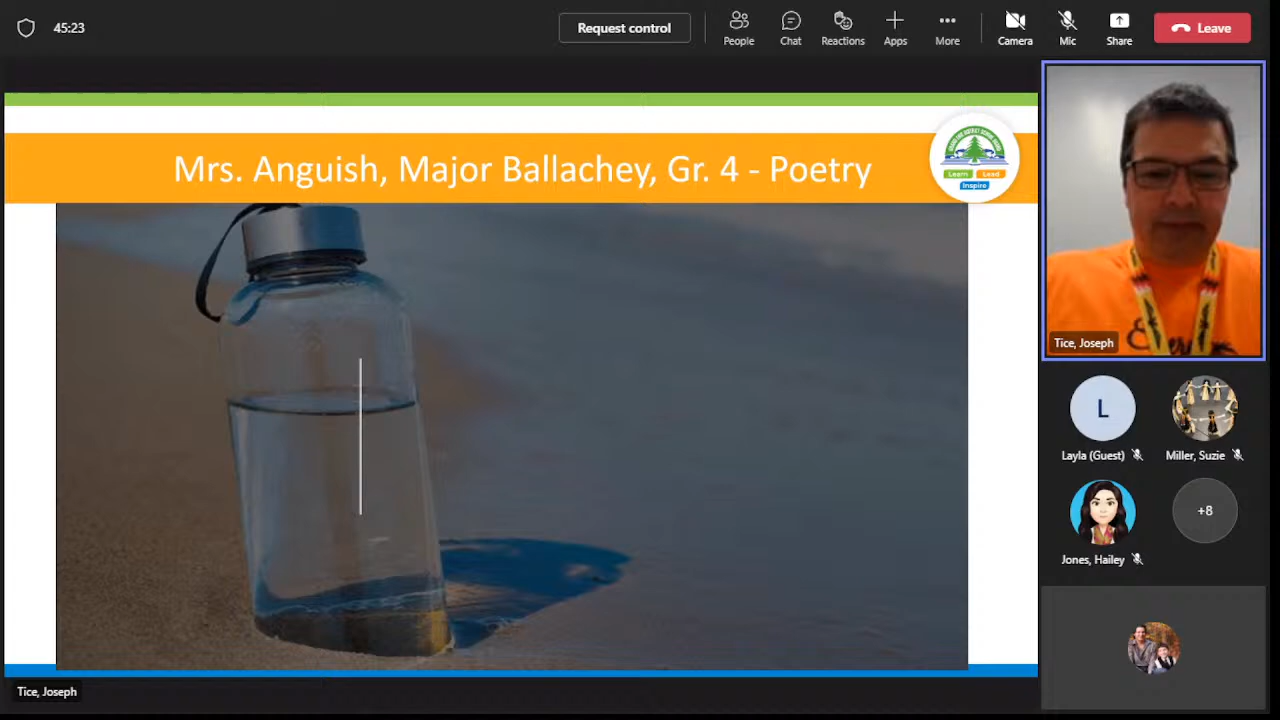 45:23
Request control
People
Chat
Reactions
Apps
More
Camera
Mic
Share
Leave
Mrs. Anguish, Major Ballachey, Gr. 4 - Poetry
Learn
Lead
Inspire
Tice, Joseph
L
Layla (Guest)
Miller, Suzie
+8
Jones, Hailey
Tice, Joseph